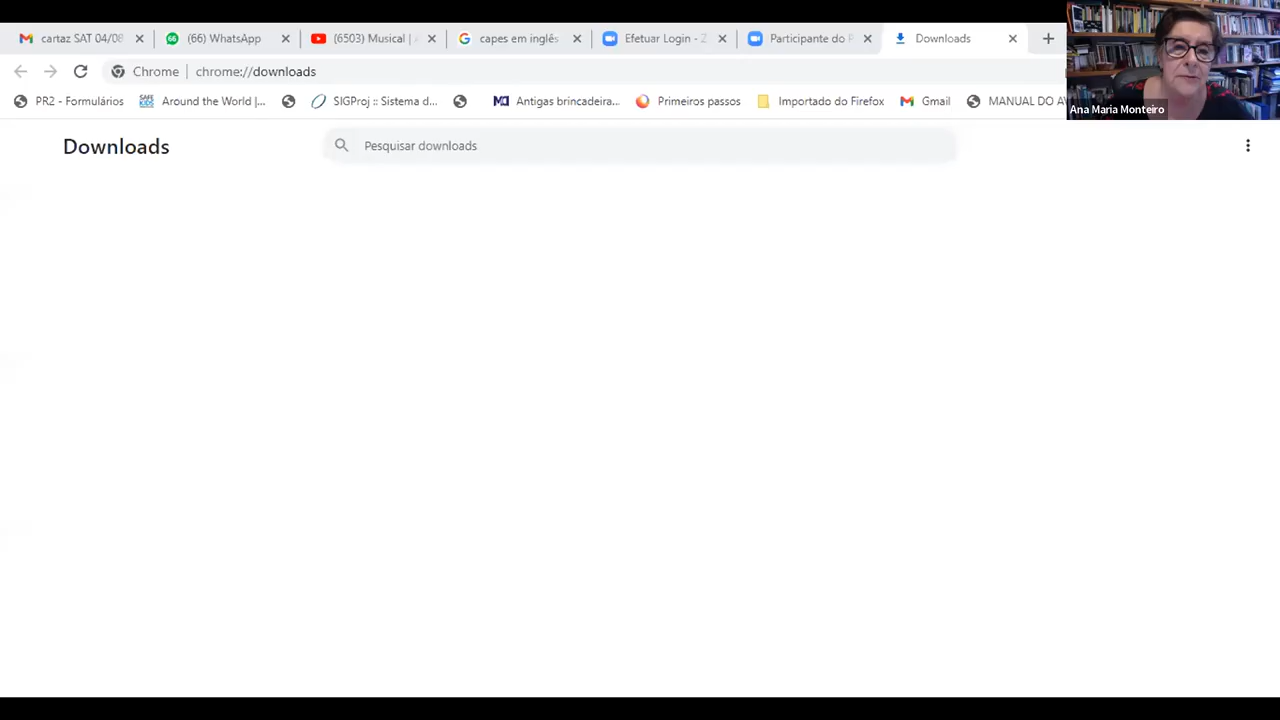 cartaz SAT 04/08 (66) WhatsApp (6503) Musical | capes em inglês Efetuar Login - Z Participante do P Downloads
Chrome chrome://downloads
PR2 - Formulários Around the World |... SIGProj :: Sistema d... Antigas brincadeira... Primeiros passos Importado do Firefox Gmail MANUAL DO AV
Ana Maria Monteiro
Downloads Pesquisar downloads